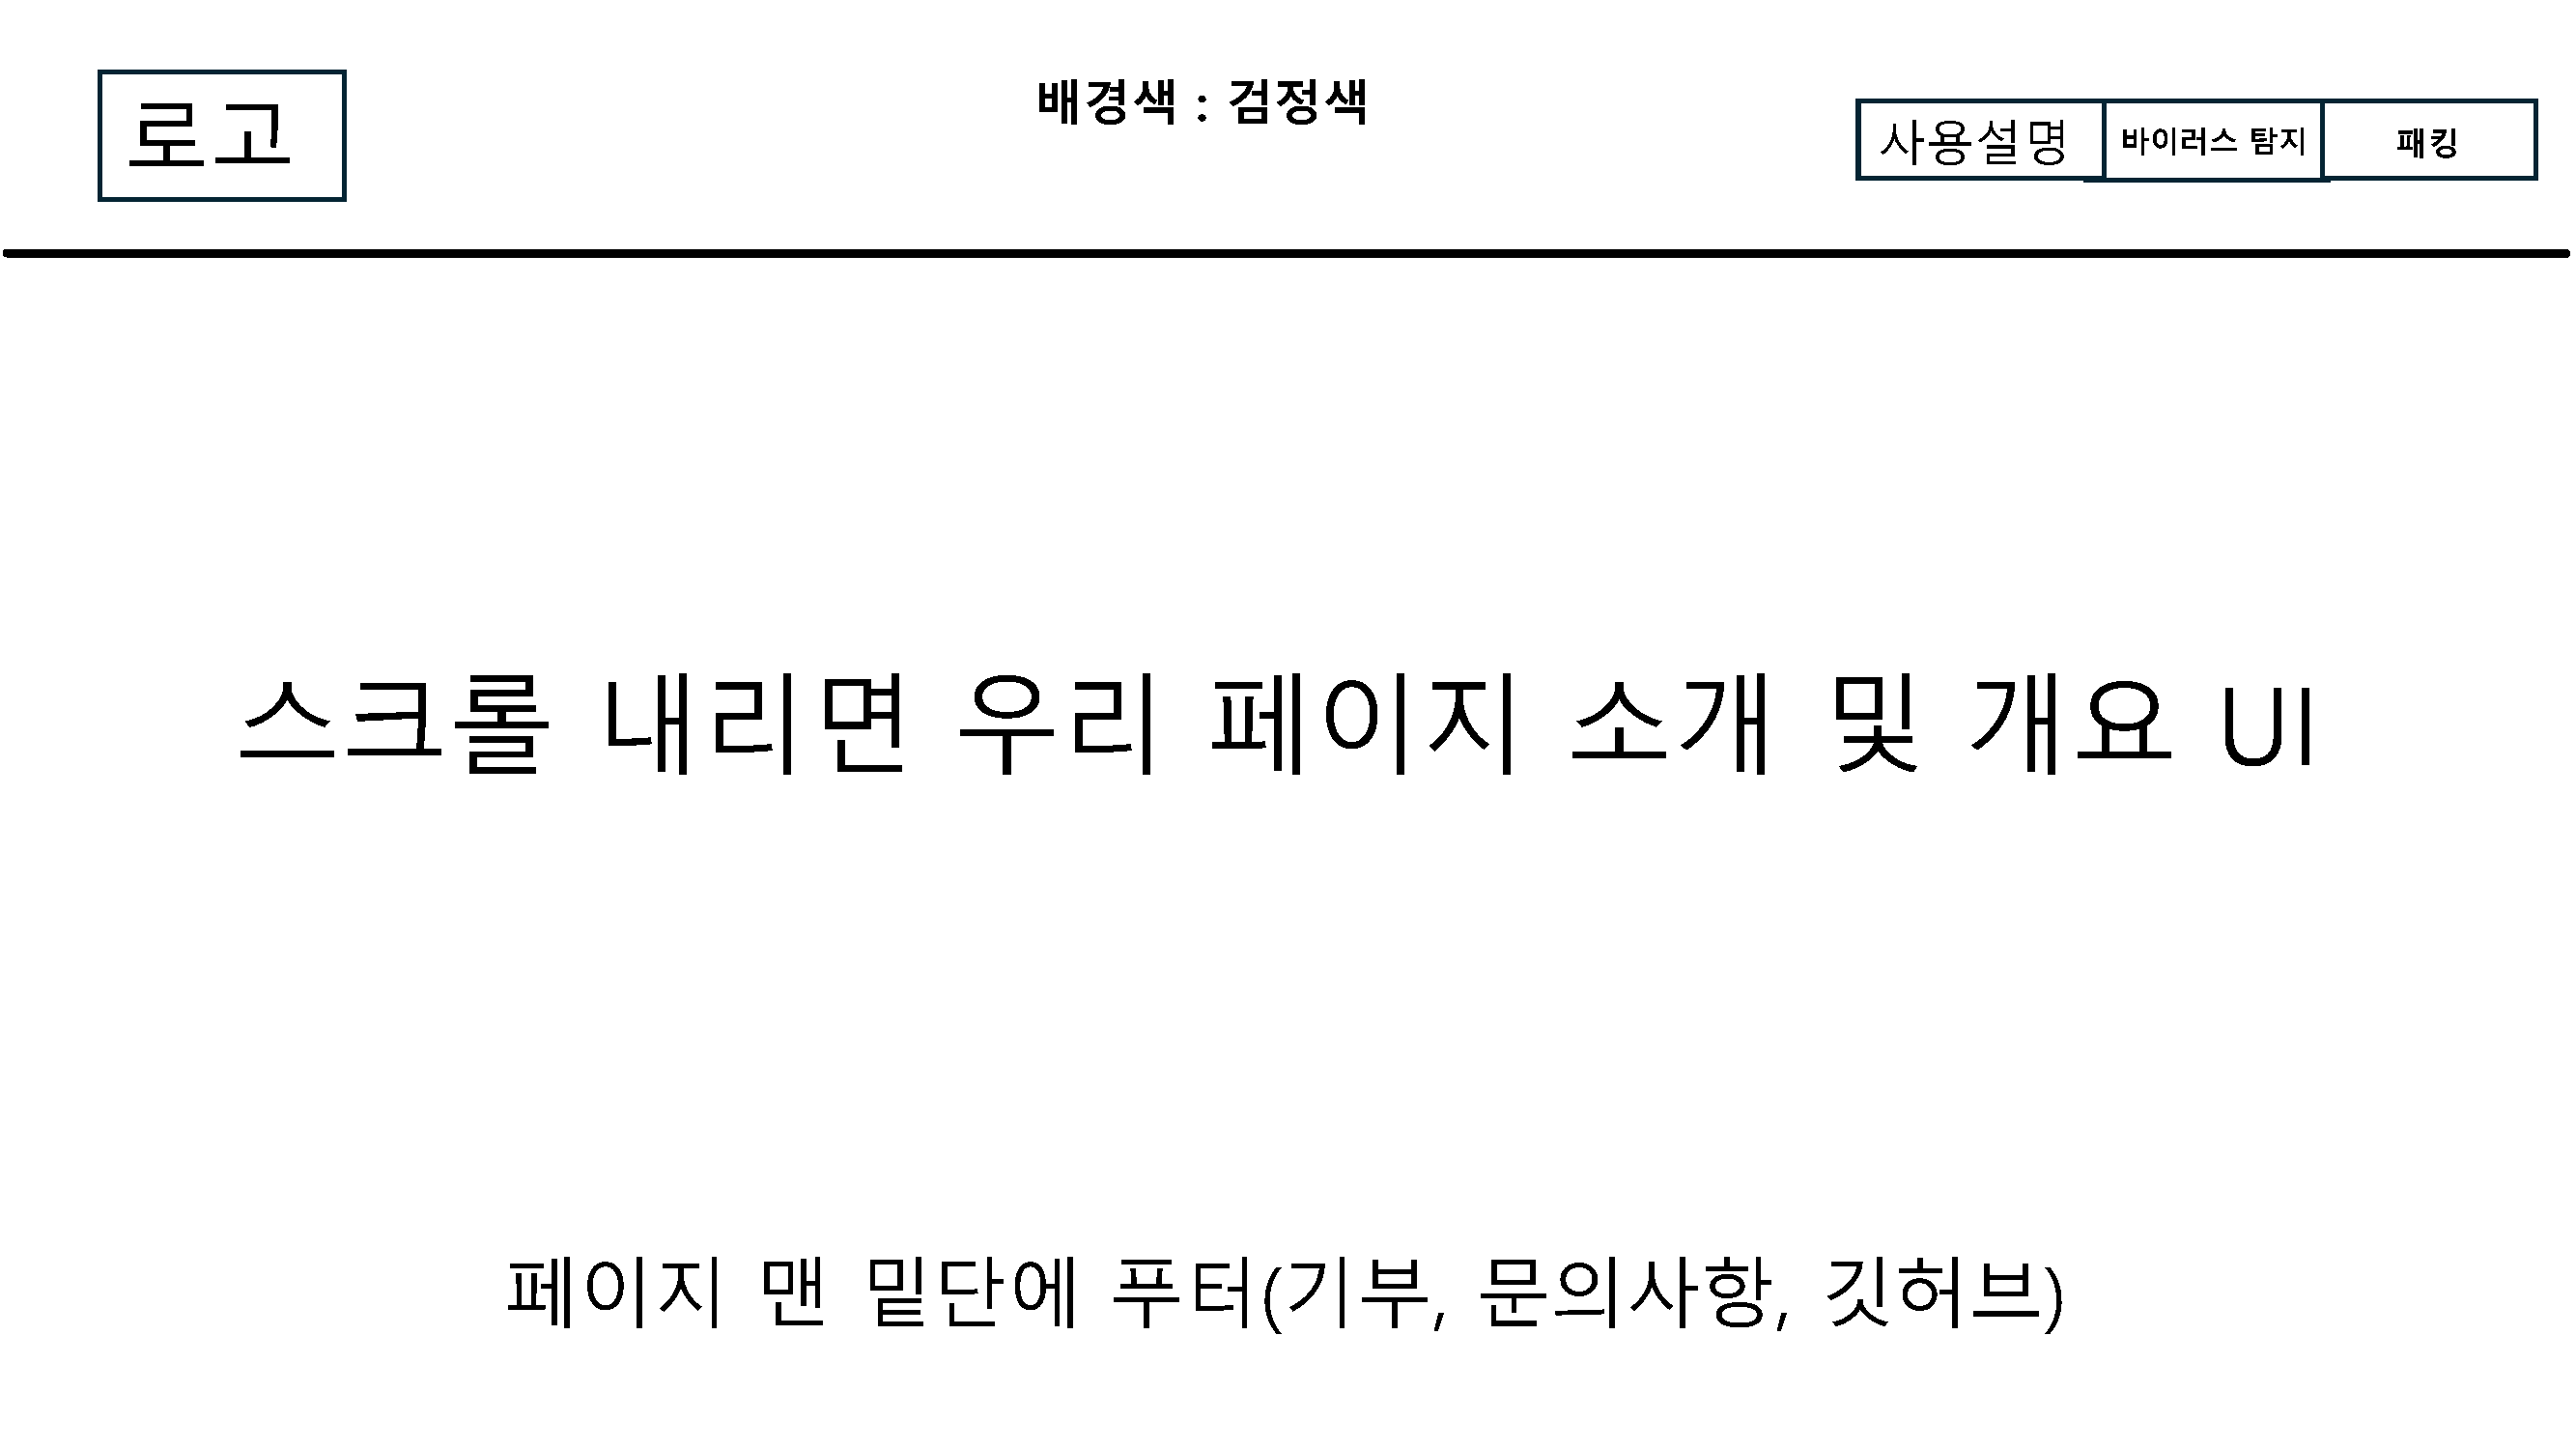 로고
배경색 : 검정색
사용설명
바이러스 탐지
패킹
스크롤 내리면 우리 페이지 소개 및 개요 UI
페이지 맨 밑단에 푸터(기부, 문의사항, 깃허브)